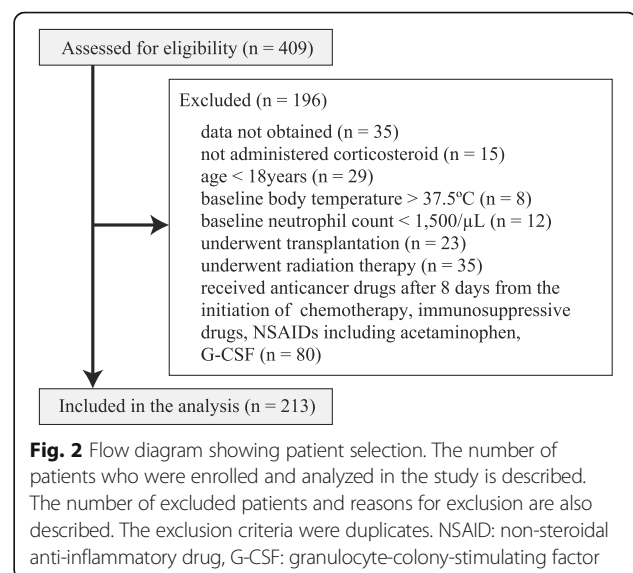 Assessed for eligibility (n = 409)
Excluded (n = 196)
data not obtained (n = 35)
not administered corticosteroid (n = 15)
age < 18years (n = 29)
baseline body temperature > 37.5ºC (n = 8)
baseline neutrophil count < 1,500/µL (n = 12)
underwent transplantation (n = 23)
underwent radiation therapy (n = 35)
received anticancer drugs after 8 days from the
initiation of chemotherapy, immunosuppressive
drugs, NSAIDs including acetaminophen,
G-CSF (n = 80)
Included in the analysis (n = 213)
Fig. 2 Flow diagram showing patient selection. The number of
patients who were enrolled and analyzed in the study is described.
The number of excluded patients and reasons for exclusion are also
described. The exclusion criteria were duplicates. NSAID: non-steroidal
anti-inflammatory drug, G-CSF: granulocyte-colony-stimulating factor